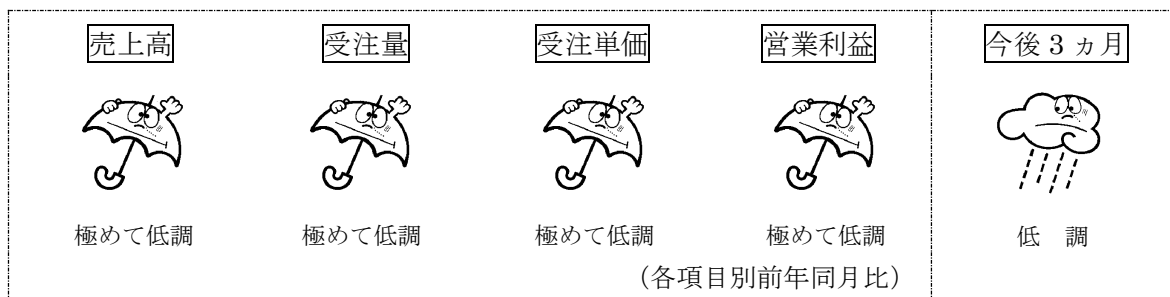 売上高 受注量 受注単価 営業利益 今後3ヵ月
極めて低調 極めて低調 極めて低調 極めて低調 低 調
（各項目別前年同月比）